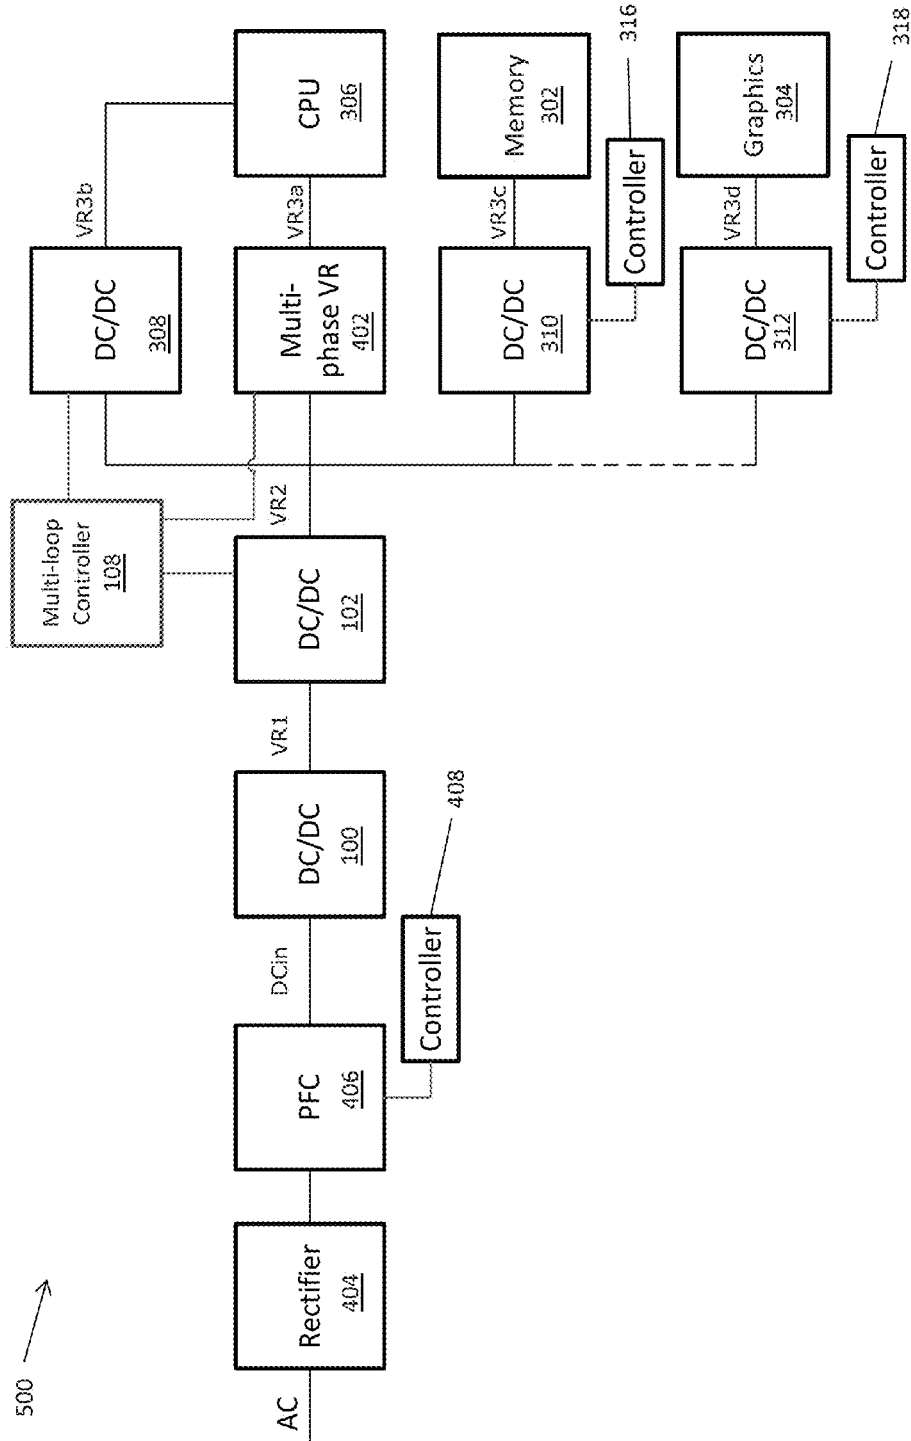 500
AC
Rectifier
404
PFC
406
Controller
408
DCin
DC/DC
100
VR1
DC/DC
102
VR2
Multi-loop
Controller
108
DC/DC
308
VR3b
Multi-
phase VR
402
VR3a
CPU
306
DC/DC
310
VR3c
Memory
302
Controller
316
DC/DC
312
VR3d
Graphics
304
Controller
318